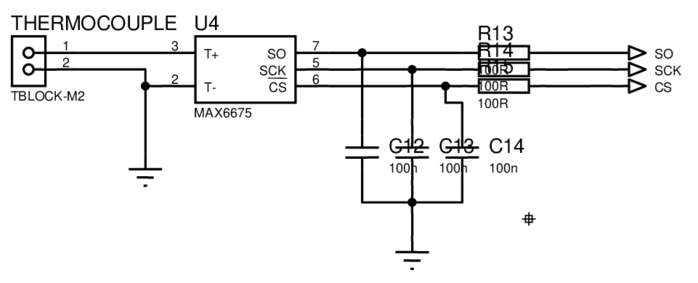 THERMOCOUPLE
U4
R13
R14
R15
1
3
T+
SO
7
100R
SO
2
SCK
5
SCK
2
T-
CS
6
100R
CS
TBLOCK-M2
MAX6675
100R
C12
C13
C14
100n
100n
100n